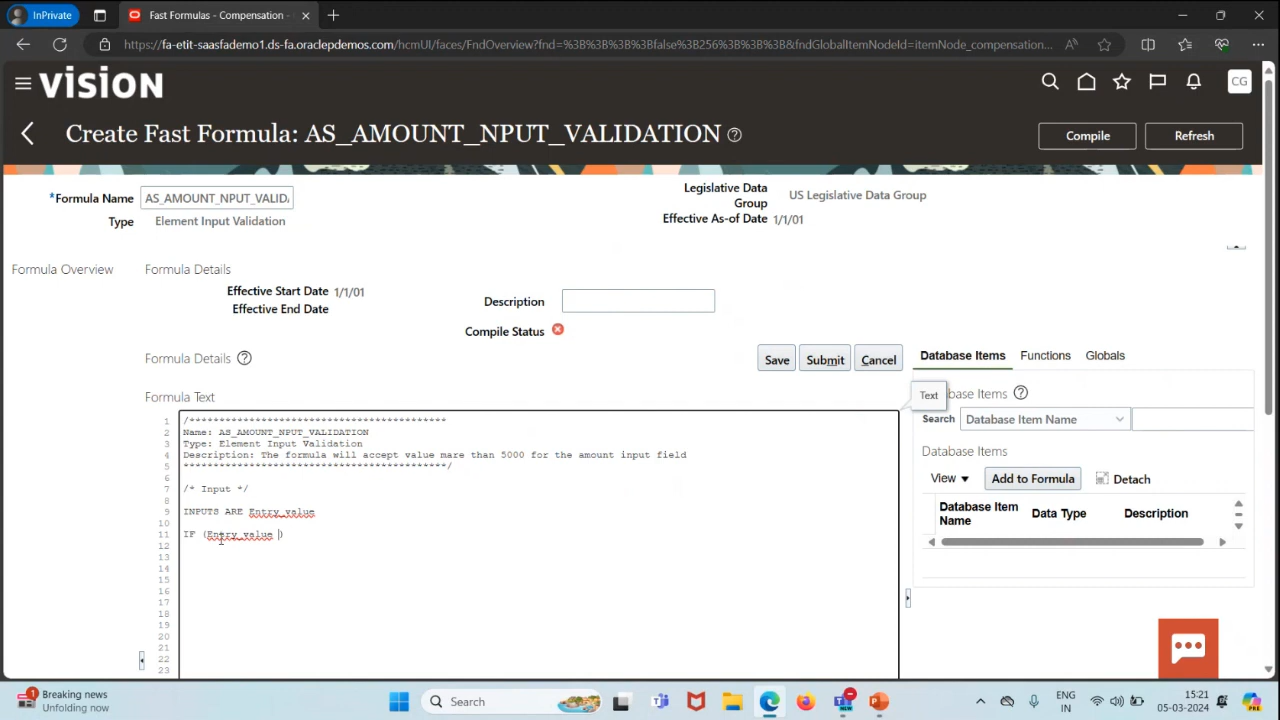 InPrivate
Fast Formulas - Compensation -
https://fa-etit-saasfademo1.ds-fa.oraclepdemos.com/hcmUI/faces/FndOverview?fnd=%3B%3B%3B%3Bfalse%3B256%3B%3B%3B&fndGlobalItemNodeId=itemNode_compensation...
VISION
CG
Create Fast Formula: AS_AMOUNT_NPUT_VALIDATION
Compile
Refresh
*Formula Name AS_AMOUNT_NPUT_VALID
Type Element Input Validation
Legislative Data Group US Legislative Data Group
Effective As-of Date 1/1/01
Formula Overview
Formula Details
Effective Start Date 1/1/01
Effective End Date
Description
Compile Status
Formula Details
Save
Submit
Cancel
Formula Text
1 /********************************************
2 Name: AS_AMOUNT_NPUT_VALIDATION
3 Type: Element Input Validation
4 Description: The formula will accept value mare than 5000 for the amount input field
5 ********************************************/
6
7 /* Input */
8
9 INPUTS ARE Entry_value
10
11 IF (Entry_value )
12
13
14
15
16
17
18
19
20
21
22
23
Database Items Functions Globals
Text
base Items
Search Database Item Name
Database Items
View
Add to Formula
Detach
Database Item Name
Data Type
Description
1
Breaking news
Unfolding now
Search
NEW
ENG
IN
15:21
05-03-2024
PRE